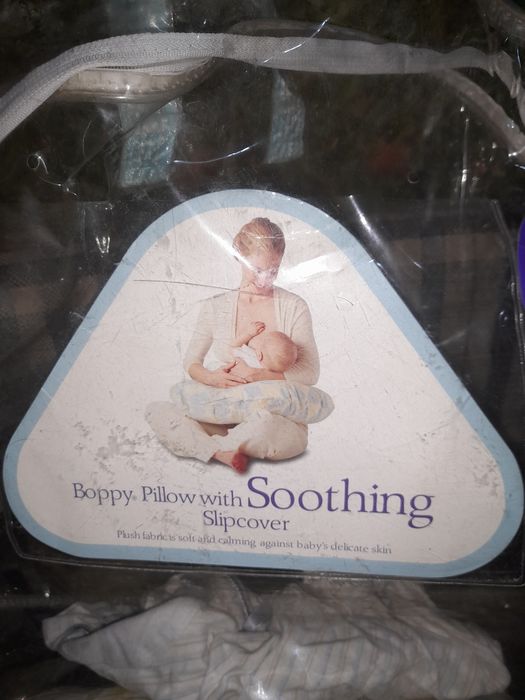 Boppy® Pillow with Soothing
Slipcover
Plush fabric is soft and calming against baby's delicate skin